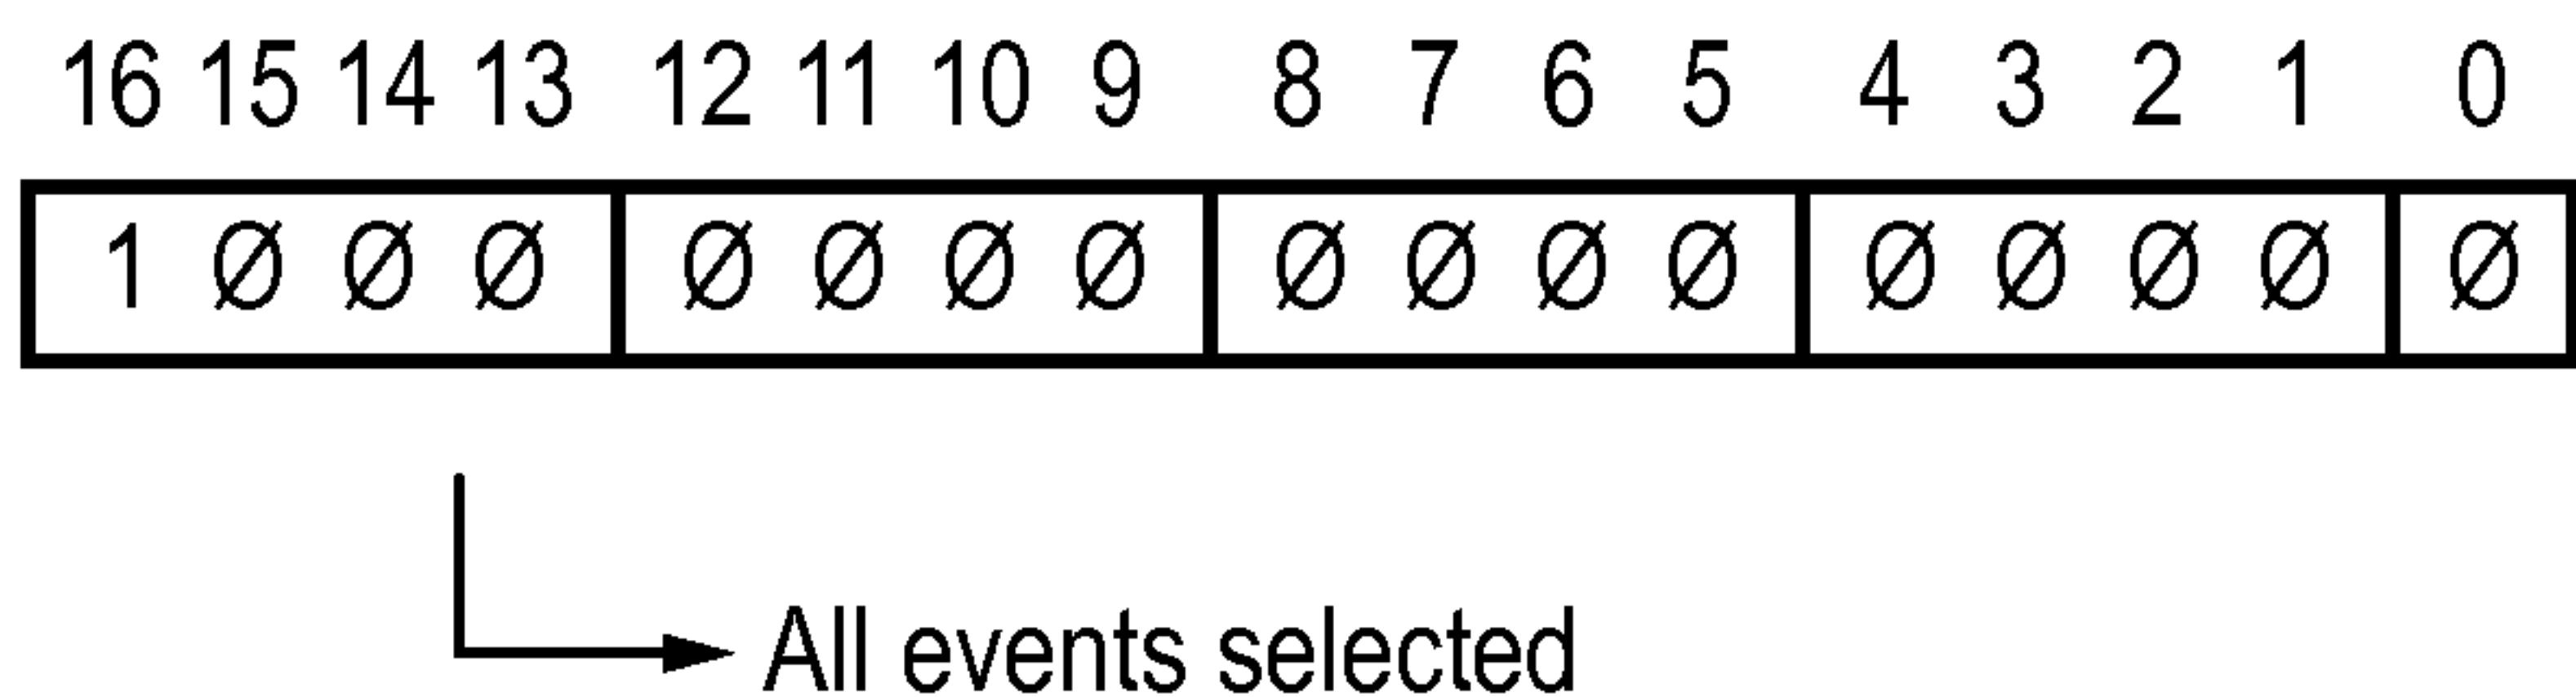 16 15 14 13 12 11 10 9 8 7 6 5 4 3 2 1 0
1 Ø Ø Ø Ø Ø Ø Ø Ø Ø Ø Ø Ø Ø Ø Ø Ø
All events selected